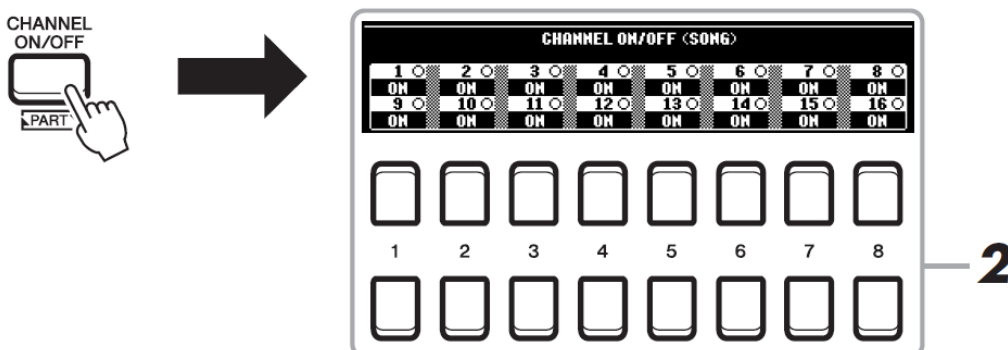 CHANNEL
ON/OFF
PART
CHANNEL ON/OFF (SONG)
1 2 3 4 5 6 7 8
ON ON ON ON ON ON ON ON
9 10 11 12 13 14 15 16
ON ON ON ON ON ON ON ON
1 2 3 4 5 6 7 8
2